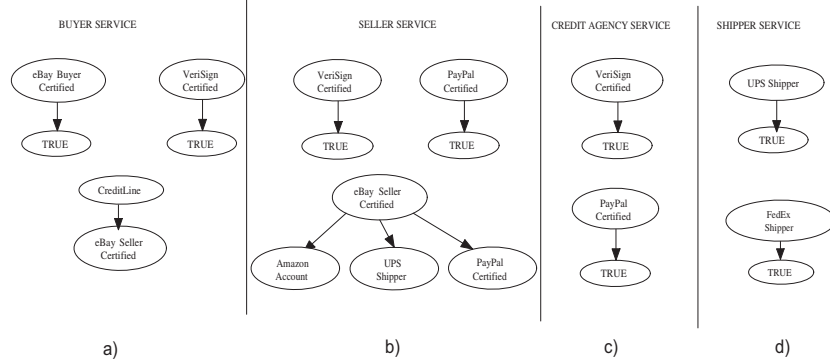 BUYER SERVICE
eBay Buyer
Certified
VeriSign
Certified
TRUE
TRUE
CreditLine
eBay Seller
Certified
a)
SELLER SERVICE
VeriSign
Certified
PayPal
Certified
TRUE
TRUE
eBay Seller
Certified
Amazon
Account
UPS
Shipper
PayPal
Certified
b)
CREDIT AGENCY SERVICE
VeriSign
Certified
TRUE
PayPal
Certified
TRUE
c)
SHIPPER SERVICE
UPS Shipper
TRUE
FedEx
Shipper
TRUE
d)